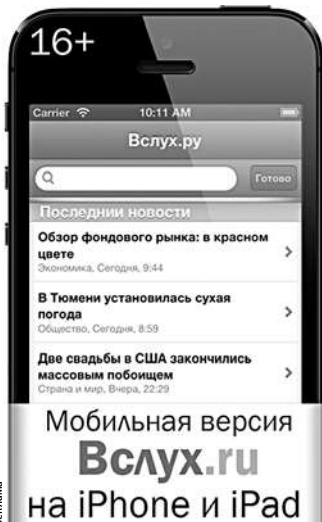 16+
Carrier 10:11 AM
Вслух.ру
Готово
Последнии новости
Обзор фондового рынка: в красном
цвете
Экономика, Сегодня, 9:44
В Тюмени установилась сухая
погода
Общество, Сегодня, 8:59
Две свадьбы в США закончились
массовым побоищем
Страна и мир, Вчера, 22:29
Мобильная версия
Вслух.ru
на iPhone и iPad
реклама